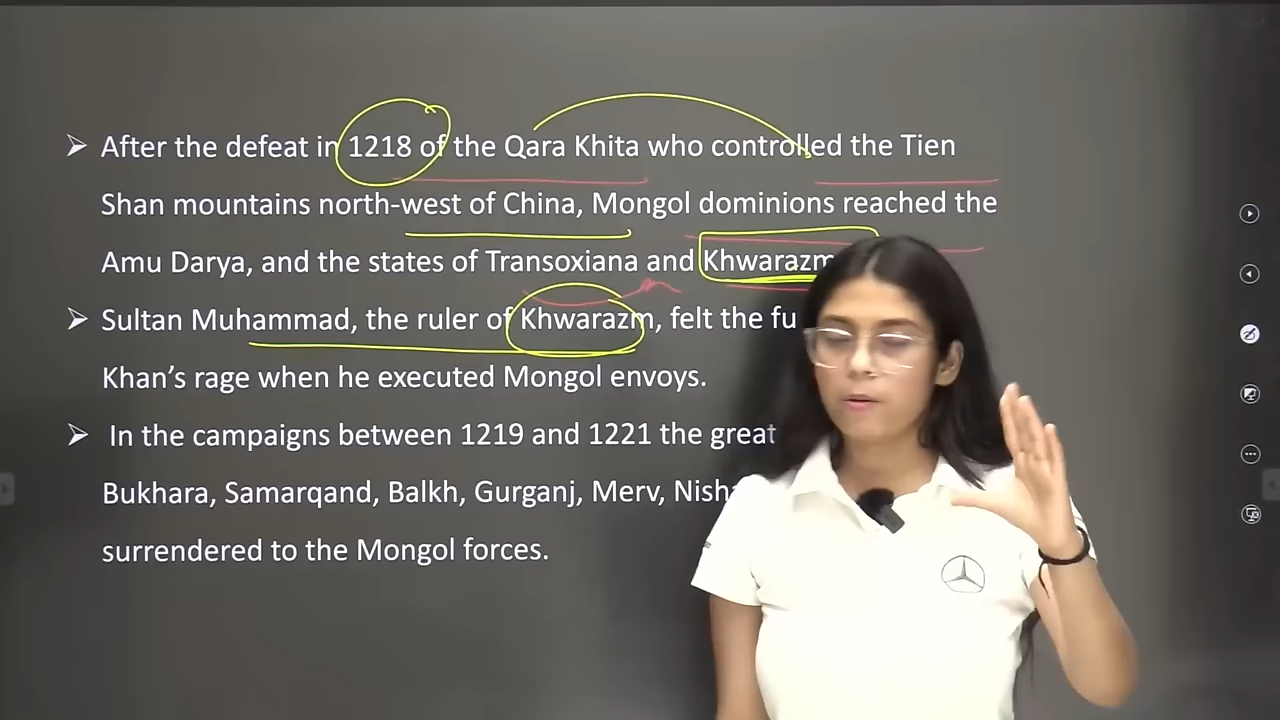 ➢ After the defeat in 1218 of the Qara Khita who controlled the Tien
Shan mountains north-west of China, Mongol dominions reached the
Amu Darya, and the states of Transoxiana and Khwarazm
➢ Sultan Muhammad, the ruler of Khwarazm, felt the fu
Khan’s rage when he executed Mongol envoys.
➢ In the campaigns between 1219 and 1221 the great
Bukhara, Samarqand, Balkh, Gurganj, Merv, Nisha
surrendered to the Mongol forces.